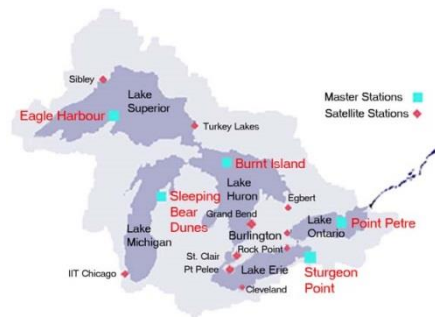 Sibley
Lake
Superior
Eagle Harbour
Turkey Lakes
Master Stations
Satellite Stations
Burnt Island
Sleeping
Bear
Dunes
Lake
Huron
Egbert
Grand Bend
Lake
Michigan
Burlington
Lake
Ontario
Point Petre
Rock Point
St. Clair
Pt Pelee
Lake Erie
Sturgeon
Point
IIT Chicago
Cleveland